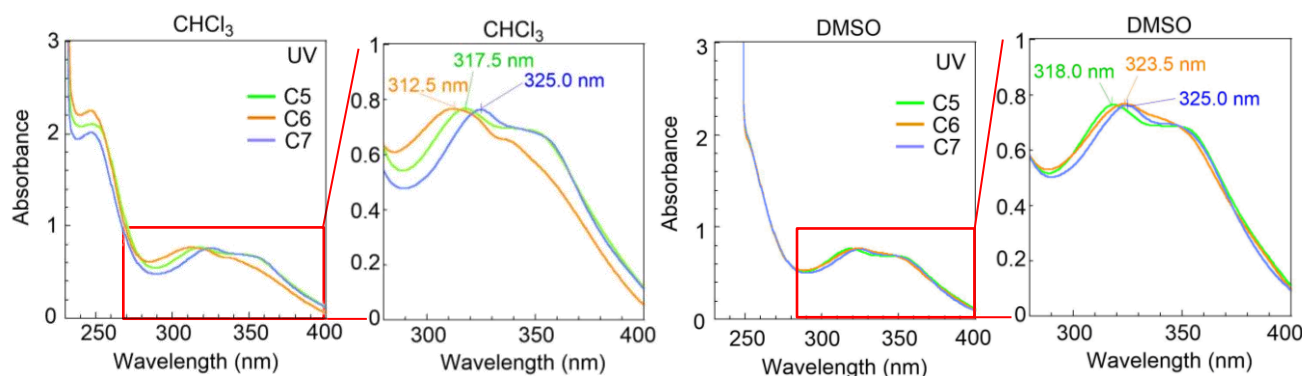 CHCl3
UV
C5
C6
C7
3
2
1
0
250
300
350
400
Absorbance
Wavelength (nm)
CHCl3
317.5 nm
312.5 nm
325.0 nm
1
0.8
0.6
0.4
0.2
0
300
350
400
Wavelength (nm)
DMSO
UV
C5
C6
C7
3
2
1
0
250
300
350
400
Absorbance
Wavelength (nm)
DMSO
323.5 nm
318.0 nm
325.0 nm
1
0.8
0.6
0.4
0.2
0
300
350
400
Wavelength (nm)